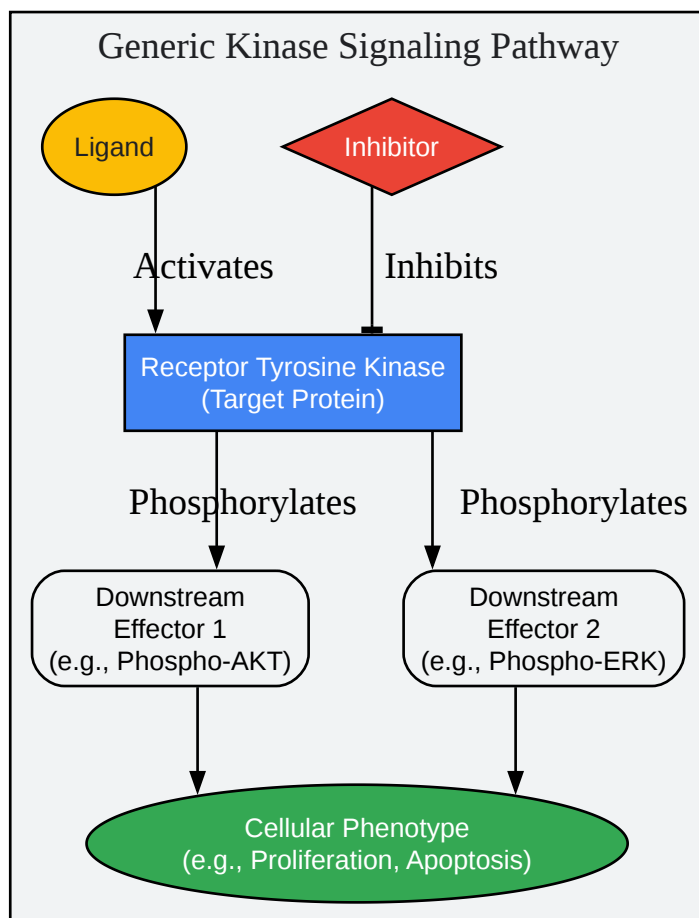 Generic Kinase Signaling Pathway
Ligand
Inhibitor
Activates
Inhibits
Receptor Tyrosine Kinase
(Target Protein)
Phosphorylates
Phosphorylates
Downstream
Effector 1
(e.g., Phospho-AKT)
Downstream
Effector 2
(e.g., Phospho-ERK)
Cellular Phenotype
(e.g., Proliferation, Apoptosis)